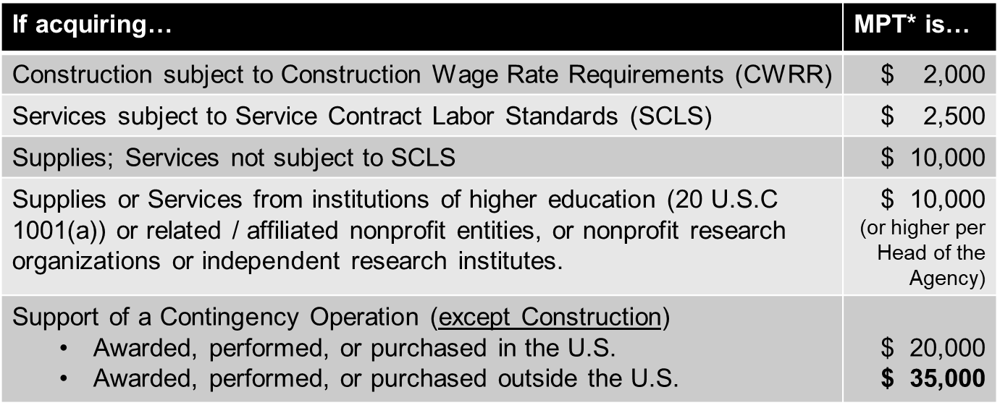 If acquiring… MPT* is…
Construction subject to Construction Wage Rate Requirements (CWRR) $ 2,000
Services subject to Service Contract Labor Standards (SCLS) $ 2,500
Supplies; Services not subject to SCLS $ 10,000
Supplies or Services from institutions of higher education (20 U.S.C $ 10,000
1001(a)) or related / affiliated nonprofit entities, or nonprofit research (or higher per
organizations or independent research institutes. Head of the
Agency)
Support of a Contingency Operation (except Construction)
• Awarded, performed, or purchased in the U.S. $ 20,000
• Awarded, performed, or purchased outside the U.S. $ 35,000